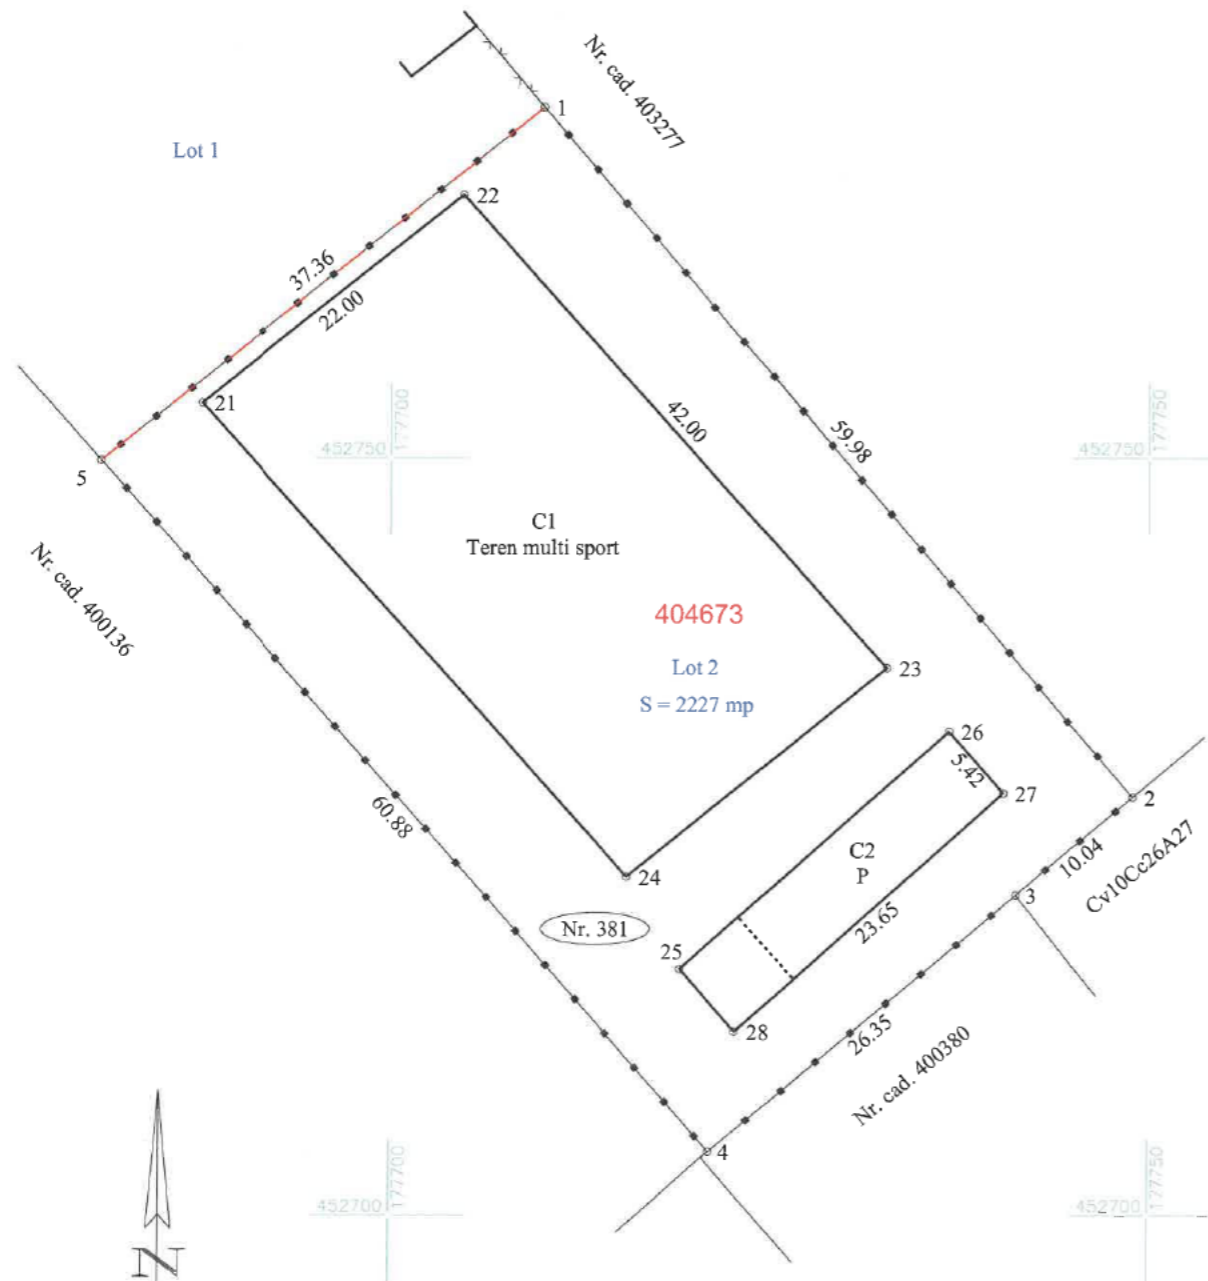 Nr. cad. 403277
1
Lot 1
22
37.36
22.00
21
42.00
59.98
452750
177700
452750
177750
5
C1
Teren multi sport
Nr. cad. 400136
404673
Lot 2
S = 2227 mp
23
26
5.42
27
2
60.88
C2
P
10.04
Cv10Cc26A27
24
3
23.65
Nr. 381
25
28
26.35
Nr. cad. 400380
4
452700
177700
452700
177750
N